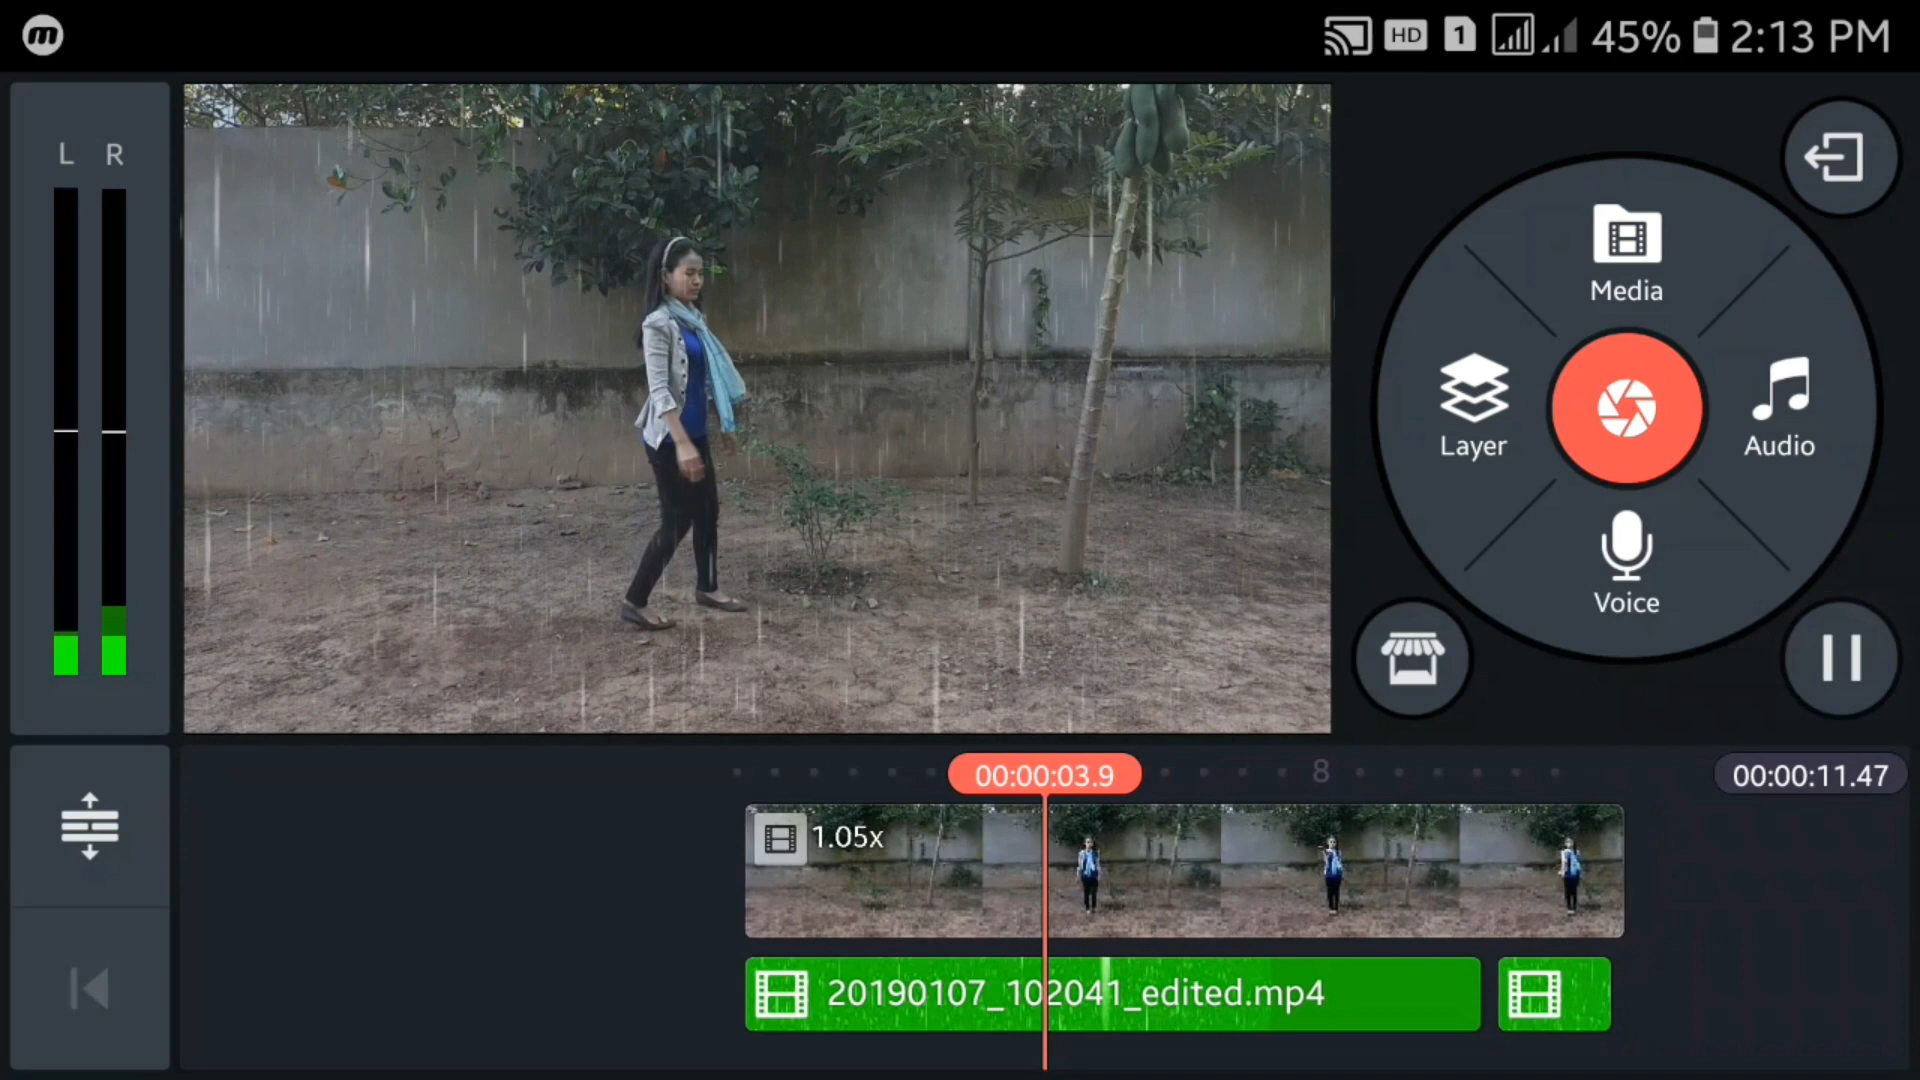 m
HD
1
45%
2:13 PM
L R
Media
Layer
Audio
Voice
00:00:03.9
8
00:00:11.47
1.05x
20190107_102041_edited.mp4